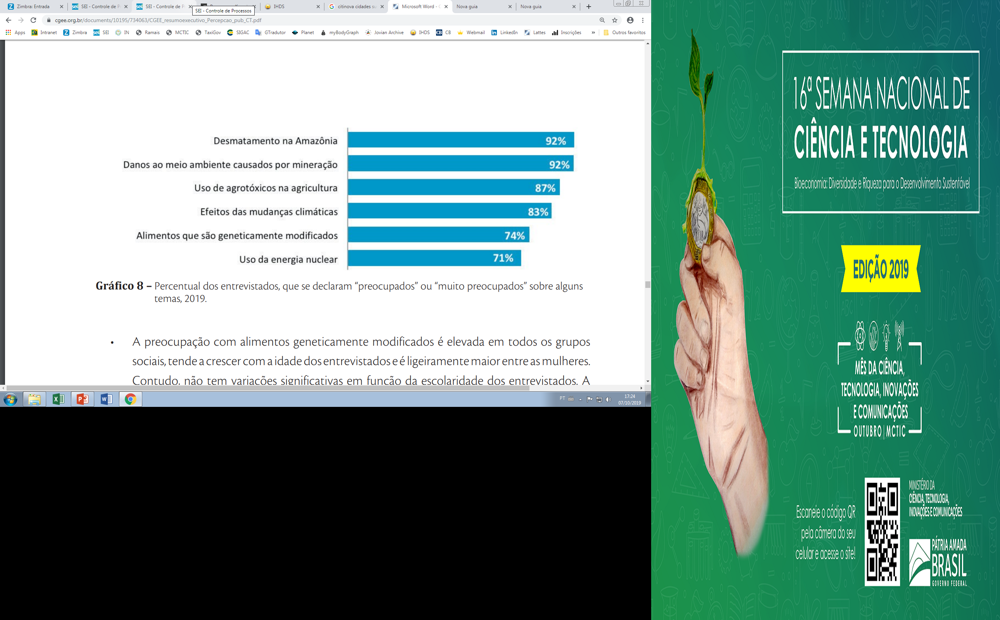 Zimbra: Entrada
SEI - Controle de P
SEI - Controle de P
IHDS
citinova cidades su
Microsoft Word - C
Nova guia
Nova guia
SEI - Controle de Processos
cgee.org.br/documents/10195/734063/CGEE_resumoexecutivo_Percepcao_pub_CT.pdf
Apps
Intranet
Zimbra
SEI
IN
Ramais
MCTIC
TaxiGov
SIGAC
GTradutor
Planet
myBodyGraph
Jovian Archive
IHDS
CB
Webmail
LinkedIn
Lattes
Inscrições
»
Outros favoritos
Desmatamento na Amazônia 92%
Danos ao meio ambiente causados por mineração 92%
Uso de agrotóxicos na agricultura 87%
Efeitos das mudanças climáticas 83%
Alimentos que são geneticamente modificados 74%
Uso da energia nuclear 71%
Gráfico 8 – Percentual dos entrevistados, que se declaram “preocupados” ou “muito preocupados” sobre alguns
temas, 2019.
• A preocupação com alimentos geneticamente modificados é elevada em todos os grupos
sociais, tende a crescer com a idade dos entrevistados e é ligeiramente maior entre as mulheres.
Contudo, não tem variações significativas em função da escolaridade dos entrevistados. A
PT
17:24
07/10/2019
16ª SEMANA NACIONAL DE
CIÊNCIA E TECNOLOGIA
Bioeconomia: Diversidade e Riqueza para o Desenvolvimento Sustentável
EDIÇÃO 2019
MÊS DA CIÊNCIA,
TECNOLOGIA, INOVAÇÕES
E COMUNICAÇÕES
OUTUBRO | MCTIC
Escaneie o código QR
pela câmera do seu
celular e acesse o site!
MINISTÉRIO DA
CIÊNCIA, TECNOLOGIA,
INOVAÇÕES E COMUNICAÇÕES
PÁTRIA AMADA
BRASIL
GOVERNO FEDERAL